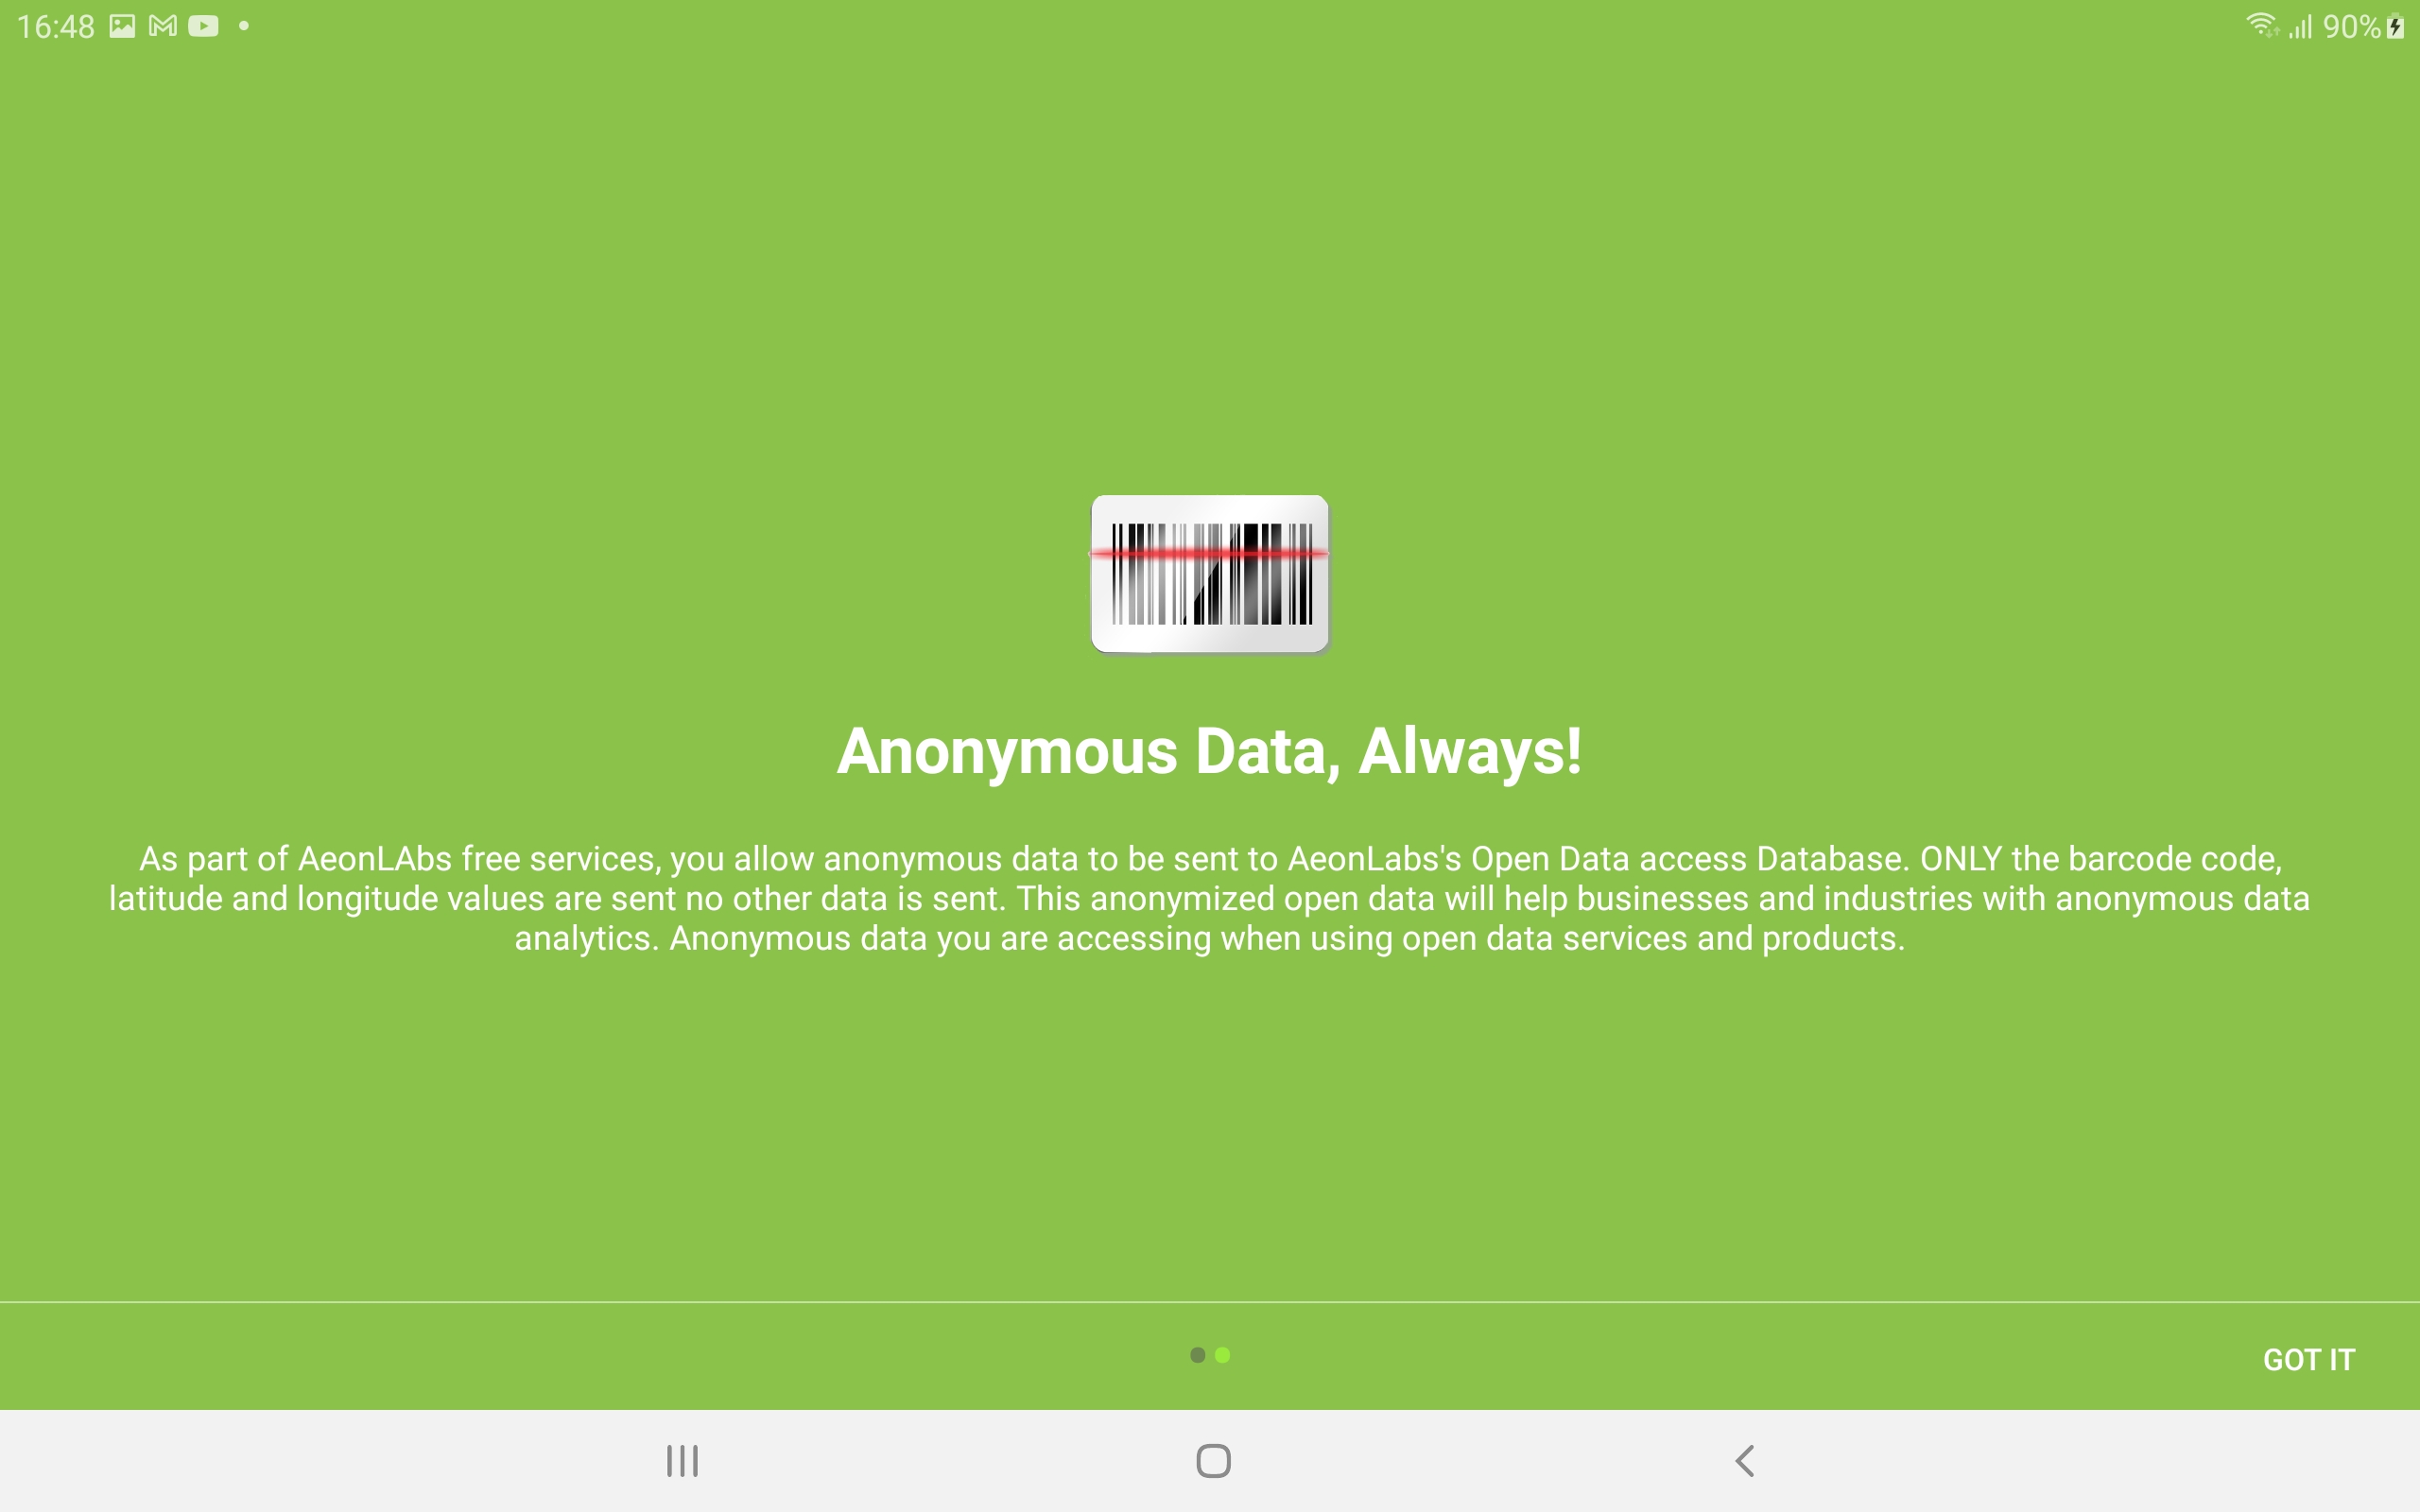 16:48
90%
Anonymous Data, Always!
As part of AeonLAbs free services, you allow anonymous data to be sent to AeonLabs's Open Data access Database. ONLY the barcode code,
latitude and longitude values are sent no other data is sent. This anonymized open data will help businesses and industries with anonymous data
analytics. Anonymous data you are accessing when using open data services and products.
GOT IT